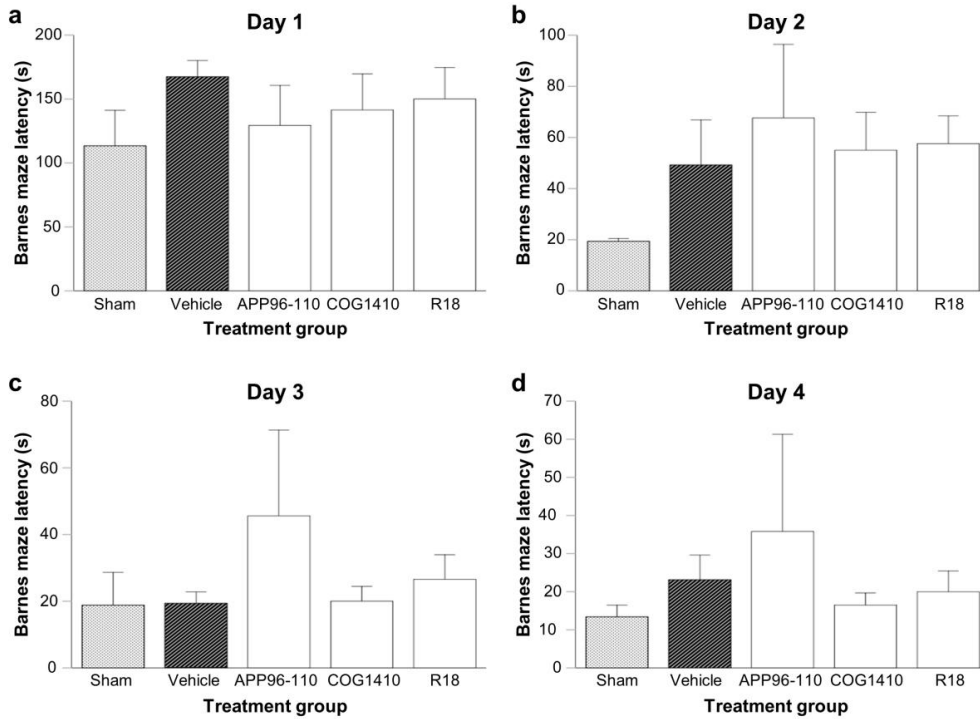 a
Day 1
Barnes maze latency (s)
200
150
100
50
0
Sham Vehicle APP96-110 COG1410 R18
Treatment group
b
Day 2
Barnes maze latency (s)
100
80
60
40
20
0
Sham Vehicle APP96-110 COG1410 R18
Treatment group
c
Day 3
Barnes maze latency (s)
80
60
40
20
0
Sham Vehicle APP96-110 COG1410 R18
Treatment group
d
Day 4
Barnes maze latency (s)
70
60
50
40
30
20
10
0
Sham Vehicle APP96-110 COG1410 R18
Treatment group